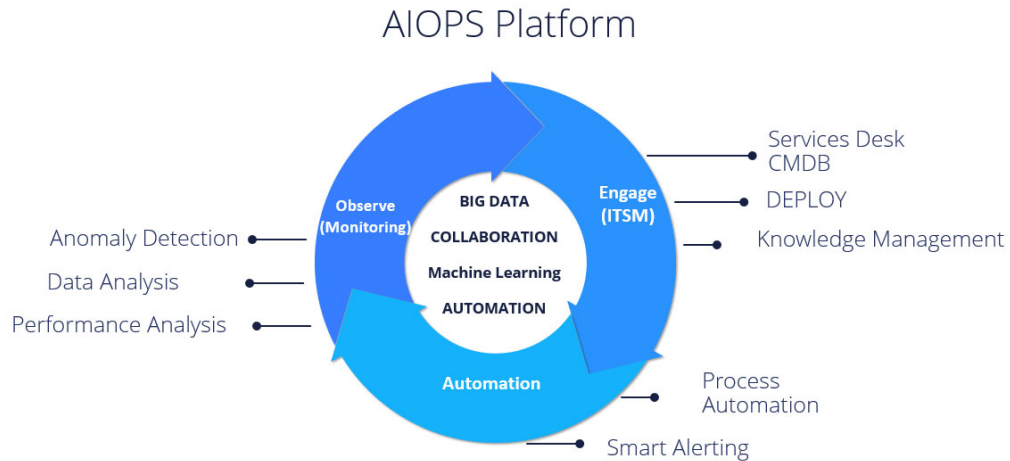 AIOPS Platform
Observe
(Monitoring)
BIG DATA
COLLABORATION
Machine Learning
AUTOMATION
Engage
(ITSM)
Automation
Services Desk
CMDB
DEPLOY
Knowledge Management
Anomaly Detection
Data Analysis
Performance Analysis
Process
Automation
Smart Alerting